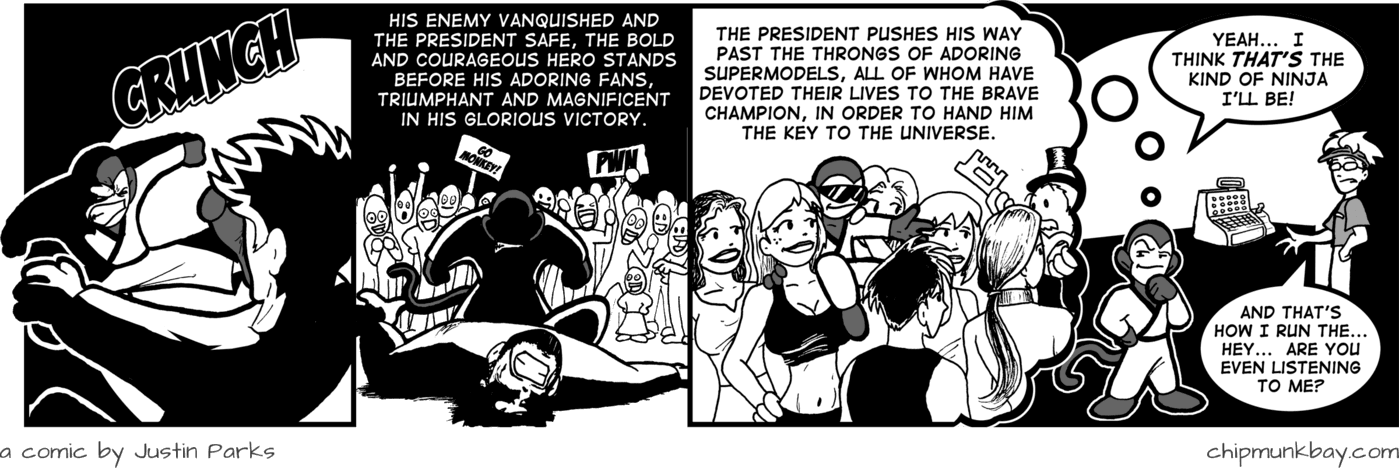 CRUNCH
HIS ENEMY VANQUISHED AND
THE PRESIDENT SAFE, THE BOLD
AND COURAGEOUS HERO STANDS
BEFORE HIS ADORING FANS,
TRIUMPHANT AND MAGNIFICENT
IN HIS GLORIOUS VICTORY.
GO
MONKEY!
PWN
THE PRESIDENT PUSHES HIS WAY
PAST THE THRONGS OF ADORING
SUPERMODELS, ALL OF WHOM HAVE
DEVOTED THEIR LIVES TO THE BRAVE
CHAMPION, IN ORDER TO HAND HIM
THE KEY TO THE UNIVERSE.
YEAH... I
THINK THAT'S THE
KIND OF NINJA
I'LL BE!
AND THAT'S
HOW I RUN THE...
HEY... ARE YOU
EVEN LISTENING
TO ME?
a comic by Justin Parks
chipmunkbay.com